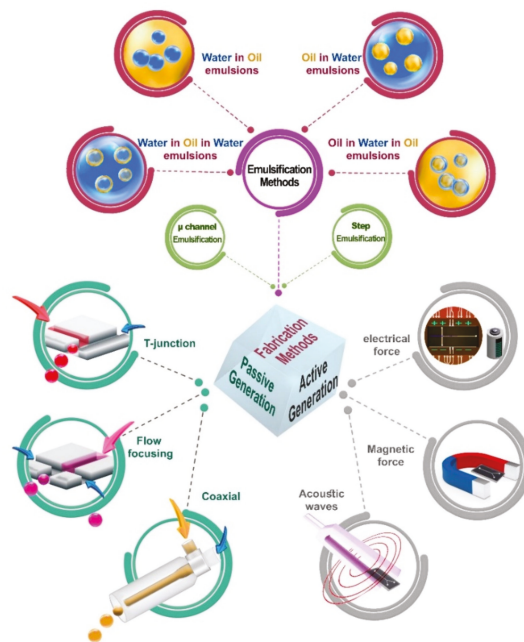 Water in Oil
emulsions
Oil in Water
emulsions
Water in Oil in Water
emulsions
Emulsification
Methods
Oil in Water in Oil
emulsions
µ channel
Emulsification
Step
Emulsification
Fabrication
Methods
Passive
Generation
Active
Generation
T-junction
electrical
force
Flow
focusing
Magnetic
force
Coaxial
Acoustic
waves